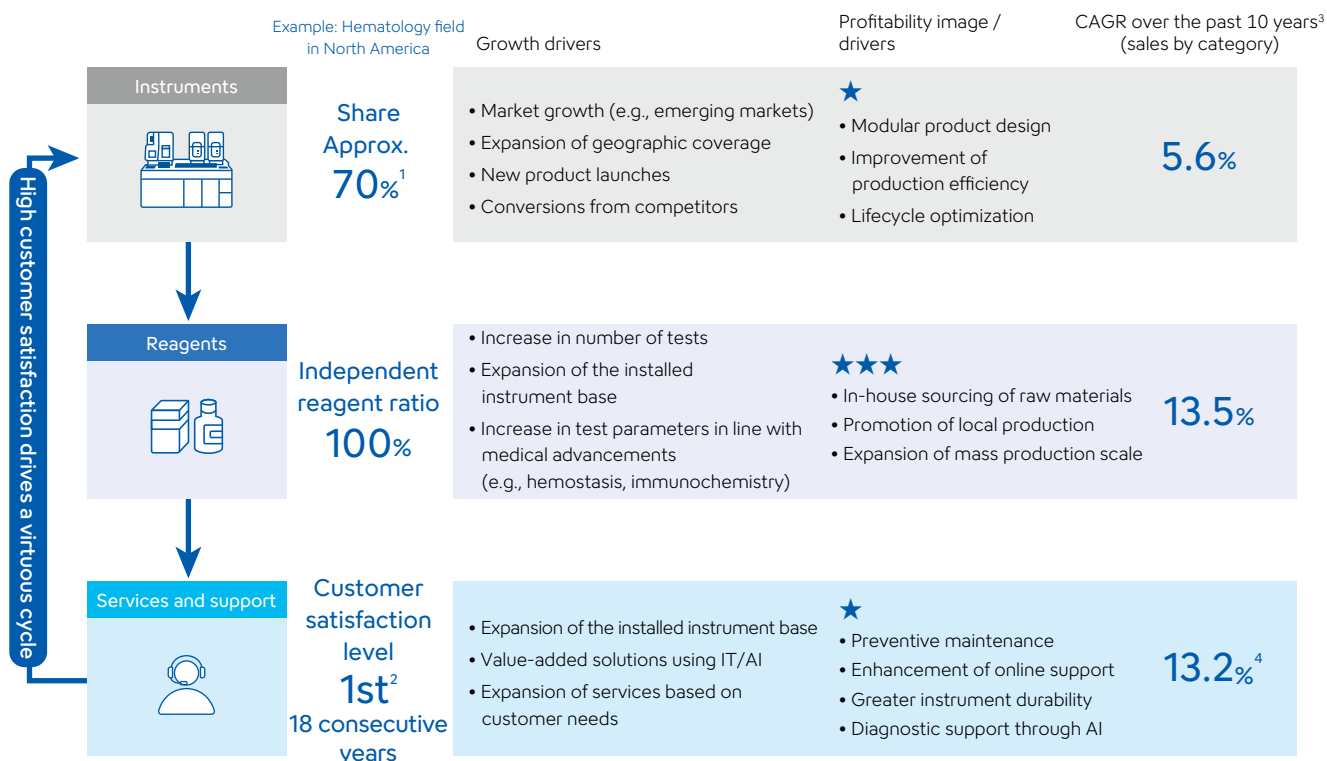 Example: Hematology field
in North America
Growth drivers
Profitability image /
drivers
CAGR over the past 10 years3
(sales by category)
High customer satisfaction drives a virtuous cycle
Instruments
Share
Approx.
70%1
• Market growth (e.g., emerging markets)
• Expansion of geographic coverage
• New product launches
• Conversions from competitors
★
• Modular product design
• Improvement of
production efficiency
• Lifecycle optimization
5.6%
Reagents
Independent
reagent ratio
100%
• Increase in number of tests
• Expansion of the installed
instrument base
• Increase in test parameters in line with
medical advancements
(e.g., hemostasis, immunochemistry)
★★★
• In-house sourcing of raw materials
• Promotion of local production
• Expansion of mass production scale
13.5%
Services and support
Customer
satisfaction
level
1st2
18 consecutive
years
• Expansion of the installed instrument base
• Value-added solutions using IT/AI
• Expansion of services based on
customer needs
★
• Preventive maintenance
• Enhancement of online support
• Greater instrument durability
• Diagnostic support through AI
13.2%4